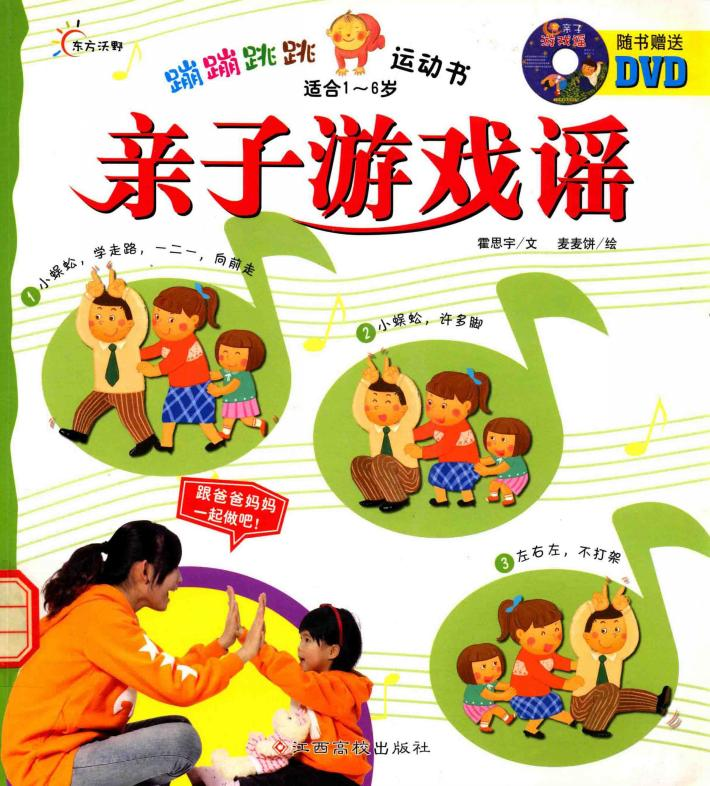 东方沃野
蹦蹦跳跳 运动书
适合1~6岁
亲子
游戏谣
随书赠送
DVD
亲子游戏谣
霍思宇/文 麦麦饼/绘
1 小蜈蚣，学走路，一二一，向前走
2 小蜈蚣，许多脚
跟爸爸妈妈
一起做吧！
3 左右左，不打架
江西高校出版社